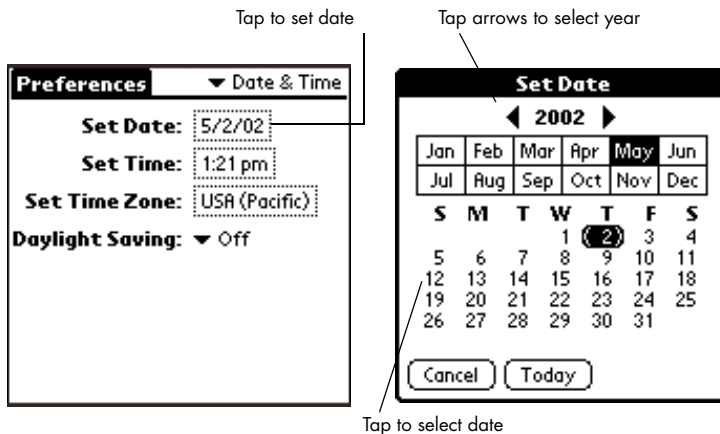 Tap to set date
Tap arrows to select year
Preferences ▼ Date & Time
Set Date: 5/2/02
Set Time: 1:21 pm
Set Time Zone: USA (Pacific)
Daylight Saving: ▼ Off
Set Date
◀ 2002 ▶
Jan Feb Mar Apr May Jun
Jul Aug Sep Oct Nov Dec
S M T W T F S
1 2 3 4
5 6 7 8 9 10 11
12 13 14 15 16 17 18
19 20 21 22 23 24 25
26 27 28 29 30 31
Cancel Today
Tap to select date